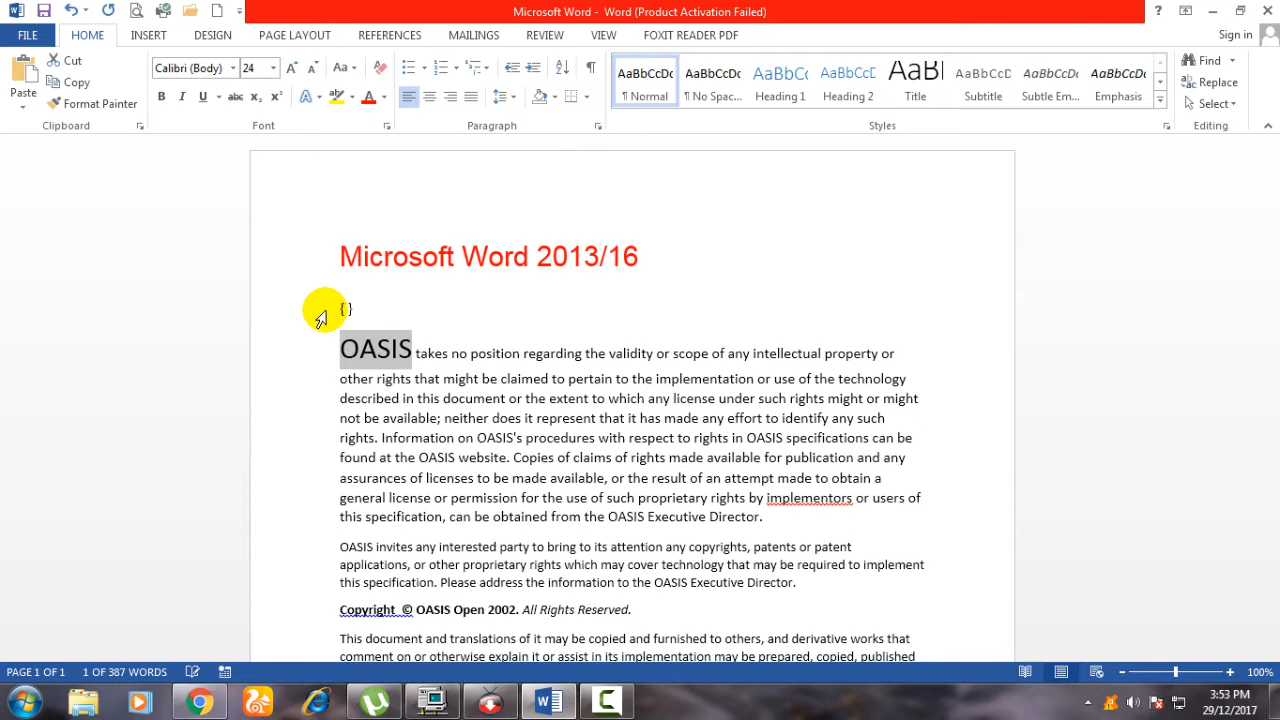 Microsoft Word - Word (Product Activation Failed)
FILE HOME INSERT DESIGN PAGE LAYOUT REFERENCES MAILINGS REVIEW VIEW FOXIT READER PDF Sign in
Paste
Cut
Copy
Format Painter
Clipboard
Calibri (Body) 24
Font
Paragraph
AaBbCcDc AaBbCcDc AaBbCc AaBbCc AaBl AaBbCcD AaBbCcDc AaBbCcDc
¶ Normal ¶ No Spac... Heading 1 Heading 2 Title Subtitle Subtle Em... Emphasis
Styles
Find
Replace
Select
Editing
Microsoft Word 2013/16
{ }
OASIS takes no position regarding the validity or scope of any intellectual property or
other rights that might be claimed to pertain to the implementation or use of the technology
described in this document or the extent to which any license under such rights might or might
not be available; neither does it represent that it has made any effort to identify any such
rights. Information on OASIS's procedures with respect to rights in OASIS specifications can be
found at the OASIS website. Copies of claims of rights made available for publication and any
assurances of licenses to be made available, or the result of an attempt made to obtain a
general license or permission for the use of such proprietary rights by implementors or users of
this specification, can be obtained from the OASIS Executive Director.
OASIS invites any interested party to bring to its attention any copyrights, patents or patent
applications, or other proprietary rights which may cover technology that may be required to implement
this specification. Please address the information to the OASIS Executive Director.
Copyright © OASIS Open 2002. All Rights Reserved.
This document and translations of it may be copied and furnished to others, and derivative works that
comment on or otherwise explain it or assist in its implementation may be prepared, copied, published
PAGE 1 OF 1 1 OF 387 WORDS 100%
3:53 PM
29/12/2017